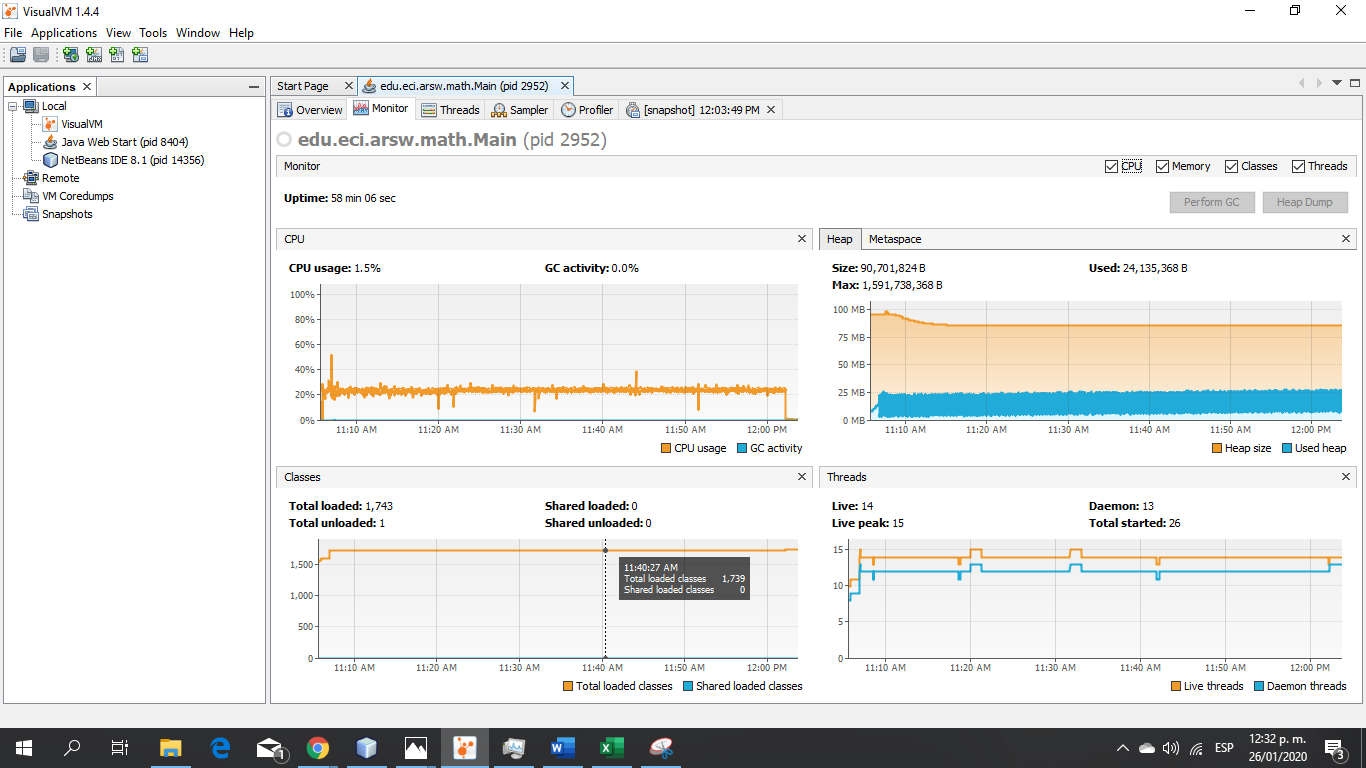 VisualVM 1.4.4
File Applications View Tools Window Help
Applications
Local
VisualVM
Java Web Start (pid 8404)
NetBeans IDE 8.1 (pid 14356)
Remote
VM Coredumps
Snapshots
Start Page edu.eci.arsw.math.Main (pid 2952)
Overview Monitor Threads Sampler Profiler [snapshot] 12:03:49 PM
edu.eci.arsw.math.Main (pid 2952)
Monitor CPU Memory Classes Threads
Uptime: 58 min 06 sec
Perform GC Heap Dump
CPU
CPU usage: 1.5% GC activity: 0.0%
100%
80%
60%
40%
20%
0%
11:10 AM 11:20 AM 11:30 AM 11:40 AM 11:50 AM 12:00 PM
CPU usage GC activity
Heap Metaspace
Size: 90,701,824 B Used: 24,135,368 B
Max: 1,591,738,368 B
100 MB
75 MB
50 MB
25 MB
0 MB
11:10 AM 11:20 AM 11:30 AM 11:40 AM 11:50 AM 12:00 PM
Heap size Used heap
Classes
Total loaded: 1,743 Shared loaded: 0
Total unloaded: 1 Shared unloaded: 0
1,500
1,000
500
0
11:40:27 AM
Total loaded classes 1,739
Shared loaded classes 0
11:10 AM 11:20 AM 11:30 AM 11:40 AM 11:50 AM 12:00 PM
Total loaded classes Shared loaded classes
Threads
Live: 14 Daemon: 13
Live peak: 15 Total started: 26
15
10
5
0
11:10 AM 11:20 AM 11:30 AM 11:40 AM 11:50 AM 12:00 PM
Live threads Daemon threads
1
ESP
12:32 p. m.
26/01/2020
3